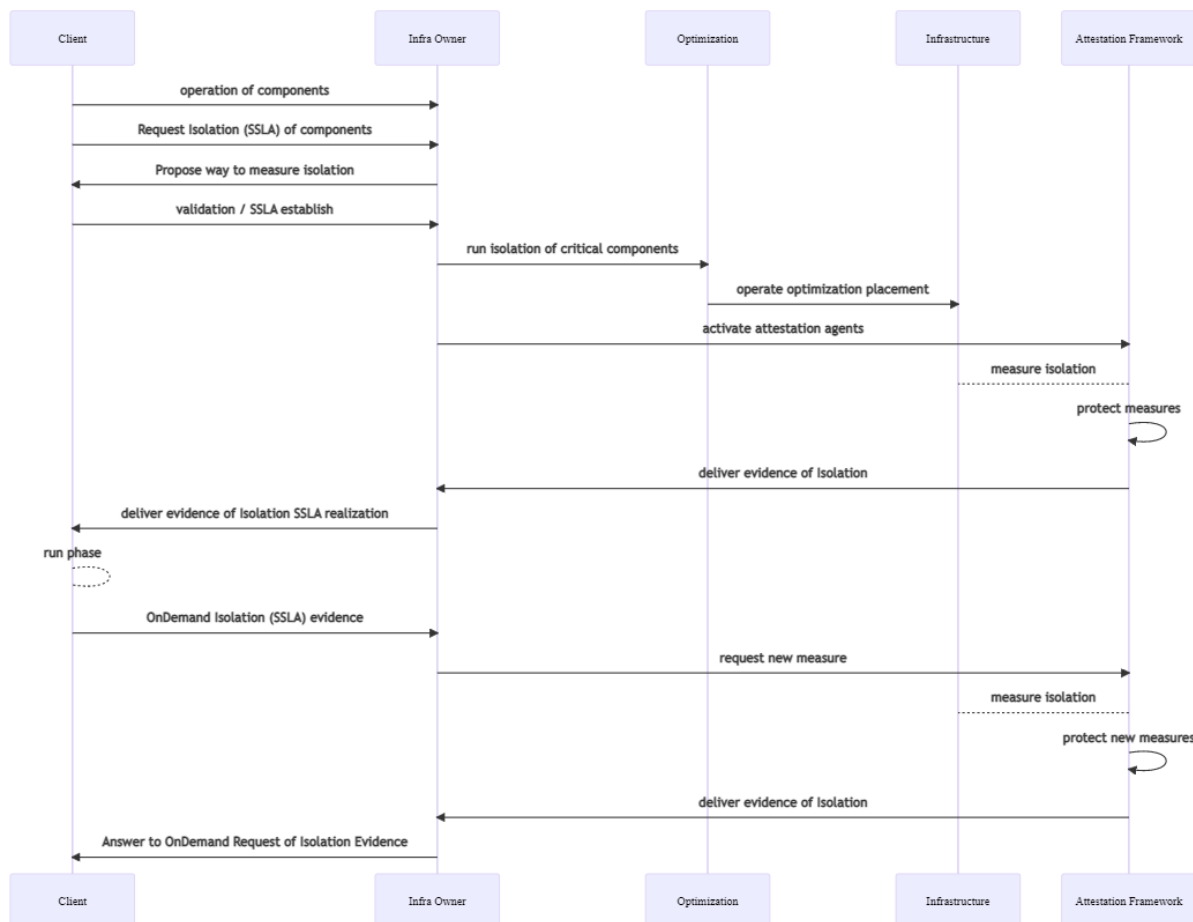 Client
Infra Owner
Optimization
Infrastructure
Attestation Framework
operation of components
Request Isolation (SSLA) of components
Propose way to measure isolation
validation / SSLA establish
run isolation of critical components
operate optimization placement
activate attestation agents
measure isolation
protect measures
deliver evidence of Isolation
deliver evidence of Isolation SSLA realization
run phase
OnDemand Isolation (SSLA) evidence
request new measure
measure isolation
protect new measures
deliver evidence of Isolation
Answer to OnDemand Request of Isolation Evidence
Client
Infra Owner
Optimization
Infrastructure
Attestation Framework